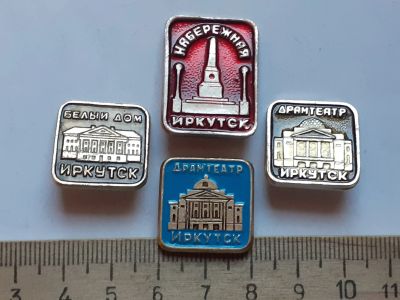 НАБЕРЕЖНАЯ
ИРКУТСК
БЕЛЫЙ ДОМ
ИРКУТСК
ДРАМТЕАТР
ИРКУТСК
ДРАМТЕАТР
ИРКУТСК
3 4 5 6 7 8 9 10 11